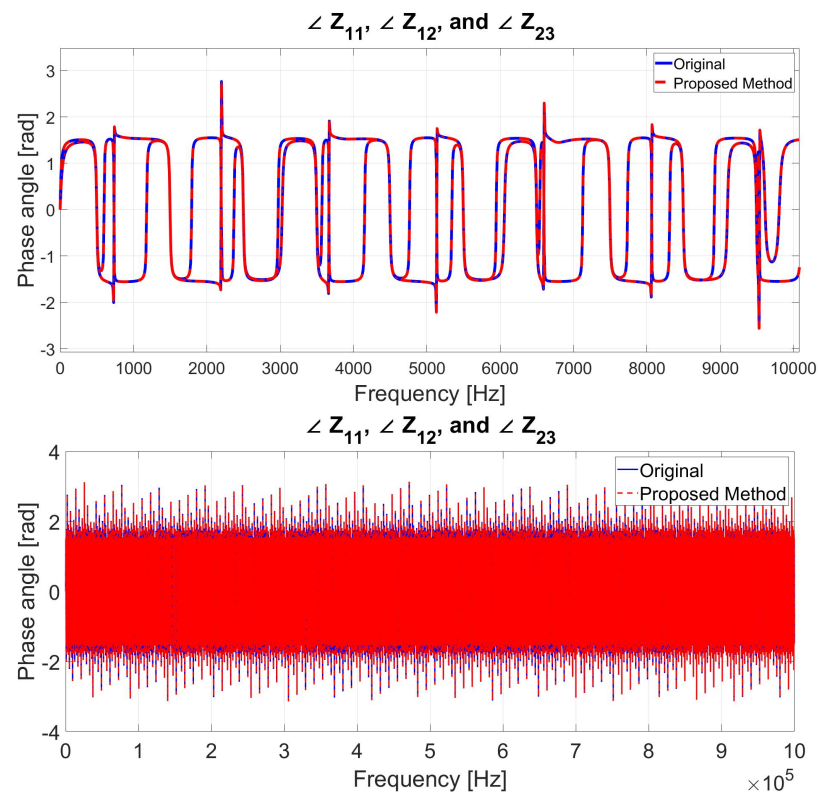 ∠ Z11, ∠ Z12, and ∠ Z23
Original
Proposed Method
Phase angle [rad]
3
2
1
0
-1
-2
-3
0 1000 2000 3000 4000 5000 6000 7000 8000 9000 10000
Frequency [Hz]
∠ Z11, ∠ Z12, and ∠ Z23
Original
Proposed Method
Phase angle [rad]
4
2
0
-2
-4
0 1 2 3 4 5 6 7 8 9 10
Frequency [Hz]
×10^5